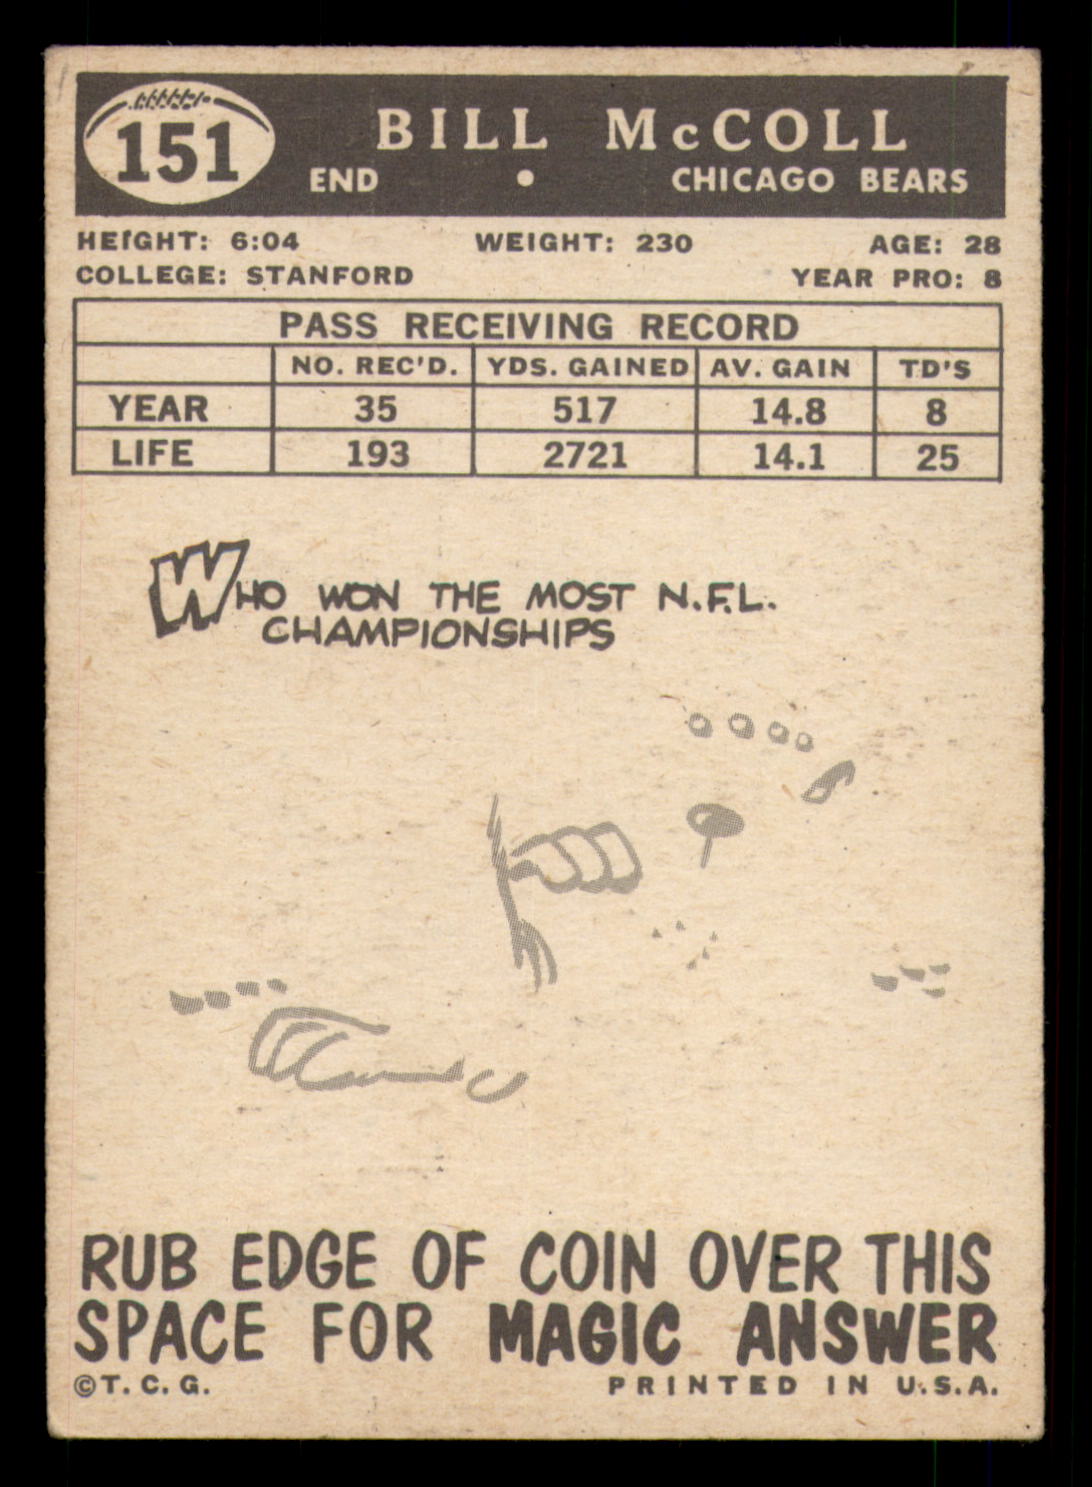 151
BILL McCOLL
END • CHICAGO BEARS
HEIGHT: 6:04 WEIGHT: 230 AGE: 28
COLLEGE: STANFORD YEAR PRO: 8
PASS RECEIVING RECORD
NO. REC'D. YDS. GAINED AV. GAIN TD'S
YEAR 35 517 14.8 8
LIFE 193 2721 14.1 25
WHO WON THE MOST N.F.L.
CHAMPIONSHIPS
RUB EDGE OF COIN OVER THIS
SPACE FOR MAGIC ANSWER
©T. C. G. PRINTED IN U.S.A.